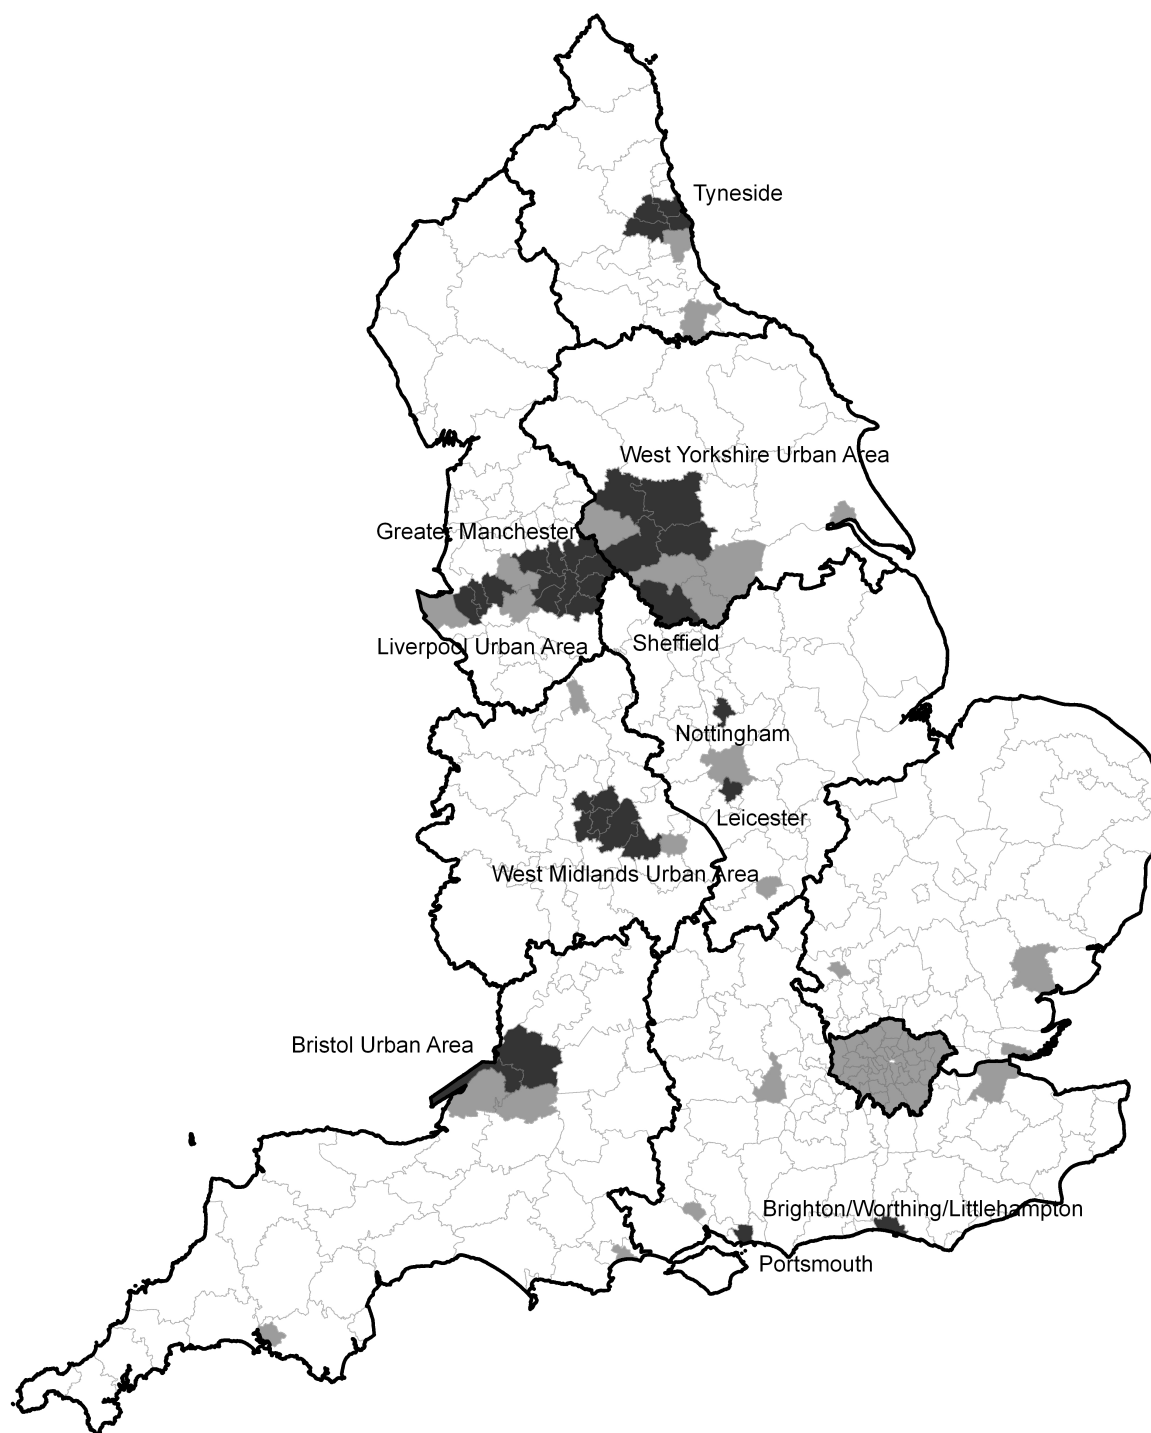 Tyneside
West Yorkshire Urban Area
Greater Manchester
Liverpool Urban Area
Sheffield
Nottingham
Leicester
West Midlands Urban Area
Bristol Urban Area
Brighton/Worthing/Littlehampton
Portsmouth